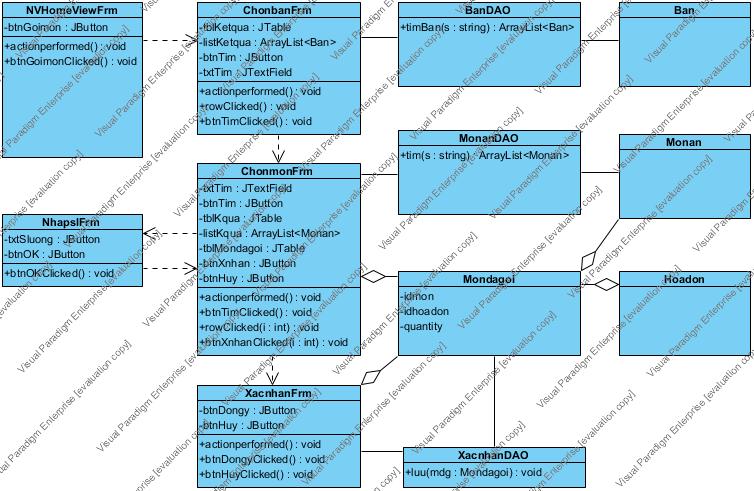 NVHomeViewFrm
-btnGoimon : JButton
+actionperformed() : void
+btnGoimonClicked() : void
ChonbanFrm
-tblKetqua : JTable
-listKetqua : ArrayList<Ban>
-btnTim : JButton
-txtTim : JTextField
+actionperformed() : void
+rowClicked() : void
+btnTimClicked() : void
BanDAO
+timBan(s : string) : ArrayList<Ban>
Ban
MonanDAO
+tim(s : string) : ArrayList<Monan>
Monan
ChonmonFrm
-txtTim : JTextField
-btnTim : JButton
-tblKqua : JTable
-listKqua : ArrayList<Monan>
-tblMondagoi : JTable
-btnXnhan : JButton
-btnHuy : JButton
+actionperformed() : void
+btnTimClicked() : void
+rowClicked(i : int) : void
+btnXnhanClicked(i : int) : void
NhapslFrm
-txtSluong : JButton
-btnOK : JButton
+btnOKClicked() : void
Mondagoi
-idmon
-idhoadon
-quantity
Hoadon
XacnhanFrm
-btnDongy : JButton
-btnHuy : JButton
+actionperformed() : void
+btnDongyClicked() : void
+btnHuyClicked() : void
XacnhanDAO
+luu(mdg : Mondagoi) : void
Visual Paradigm Enterprise [evaluation copy]